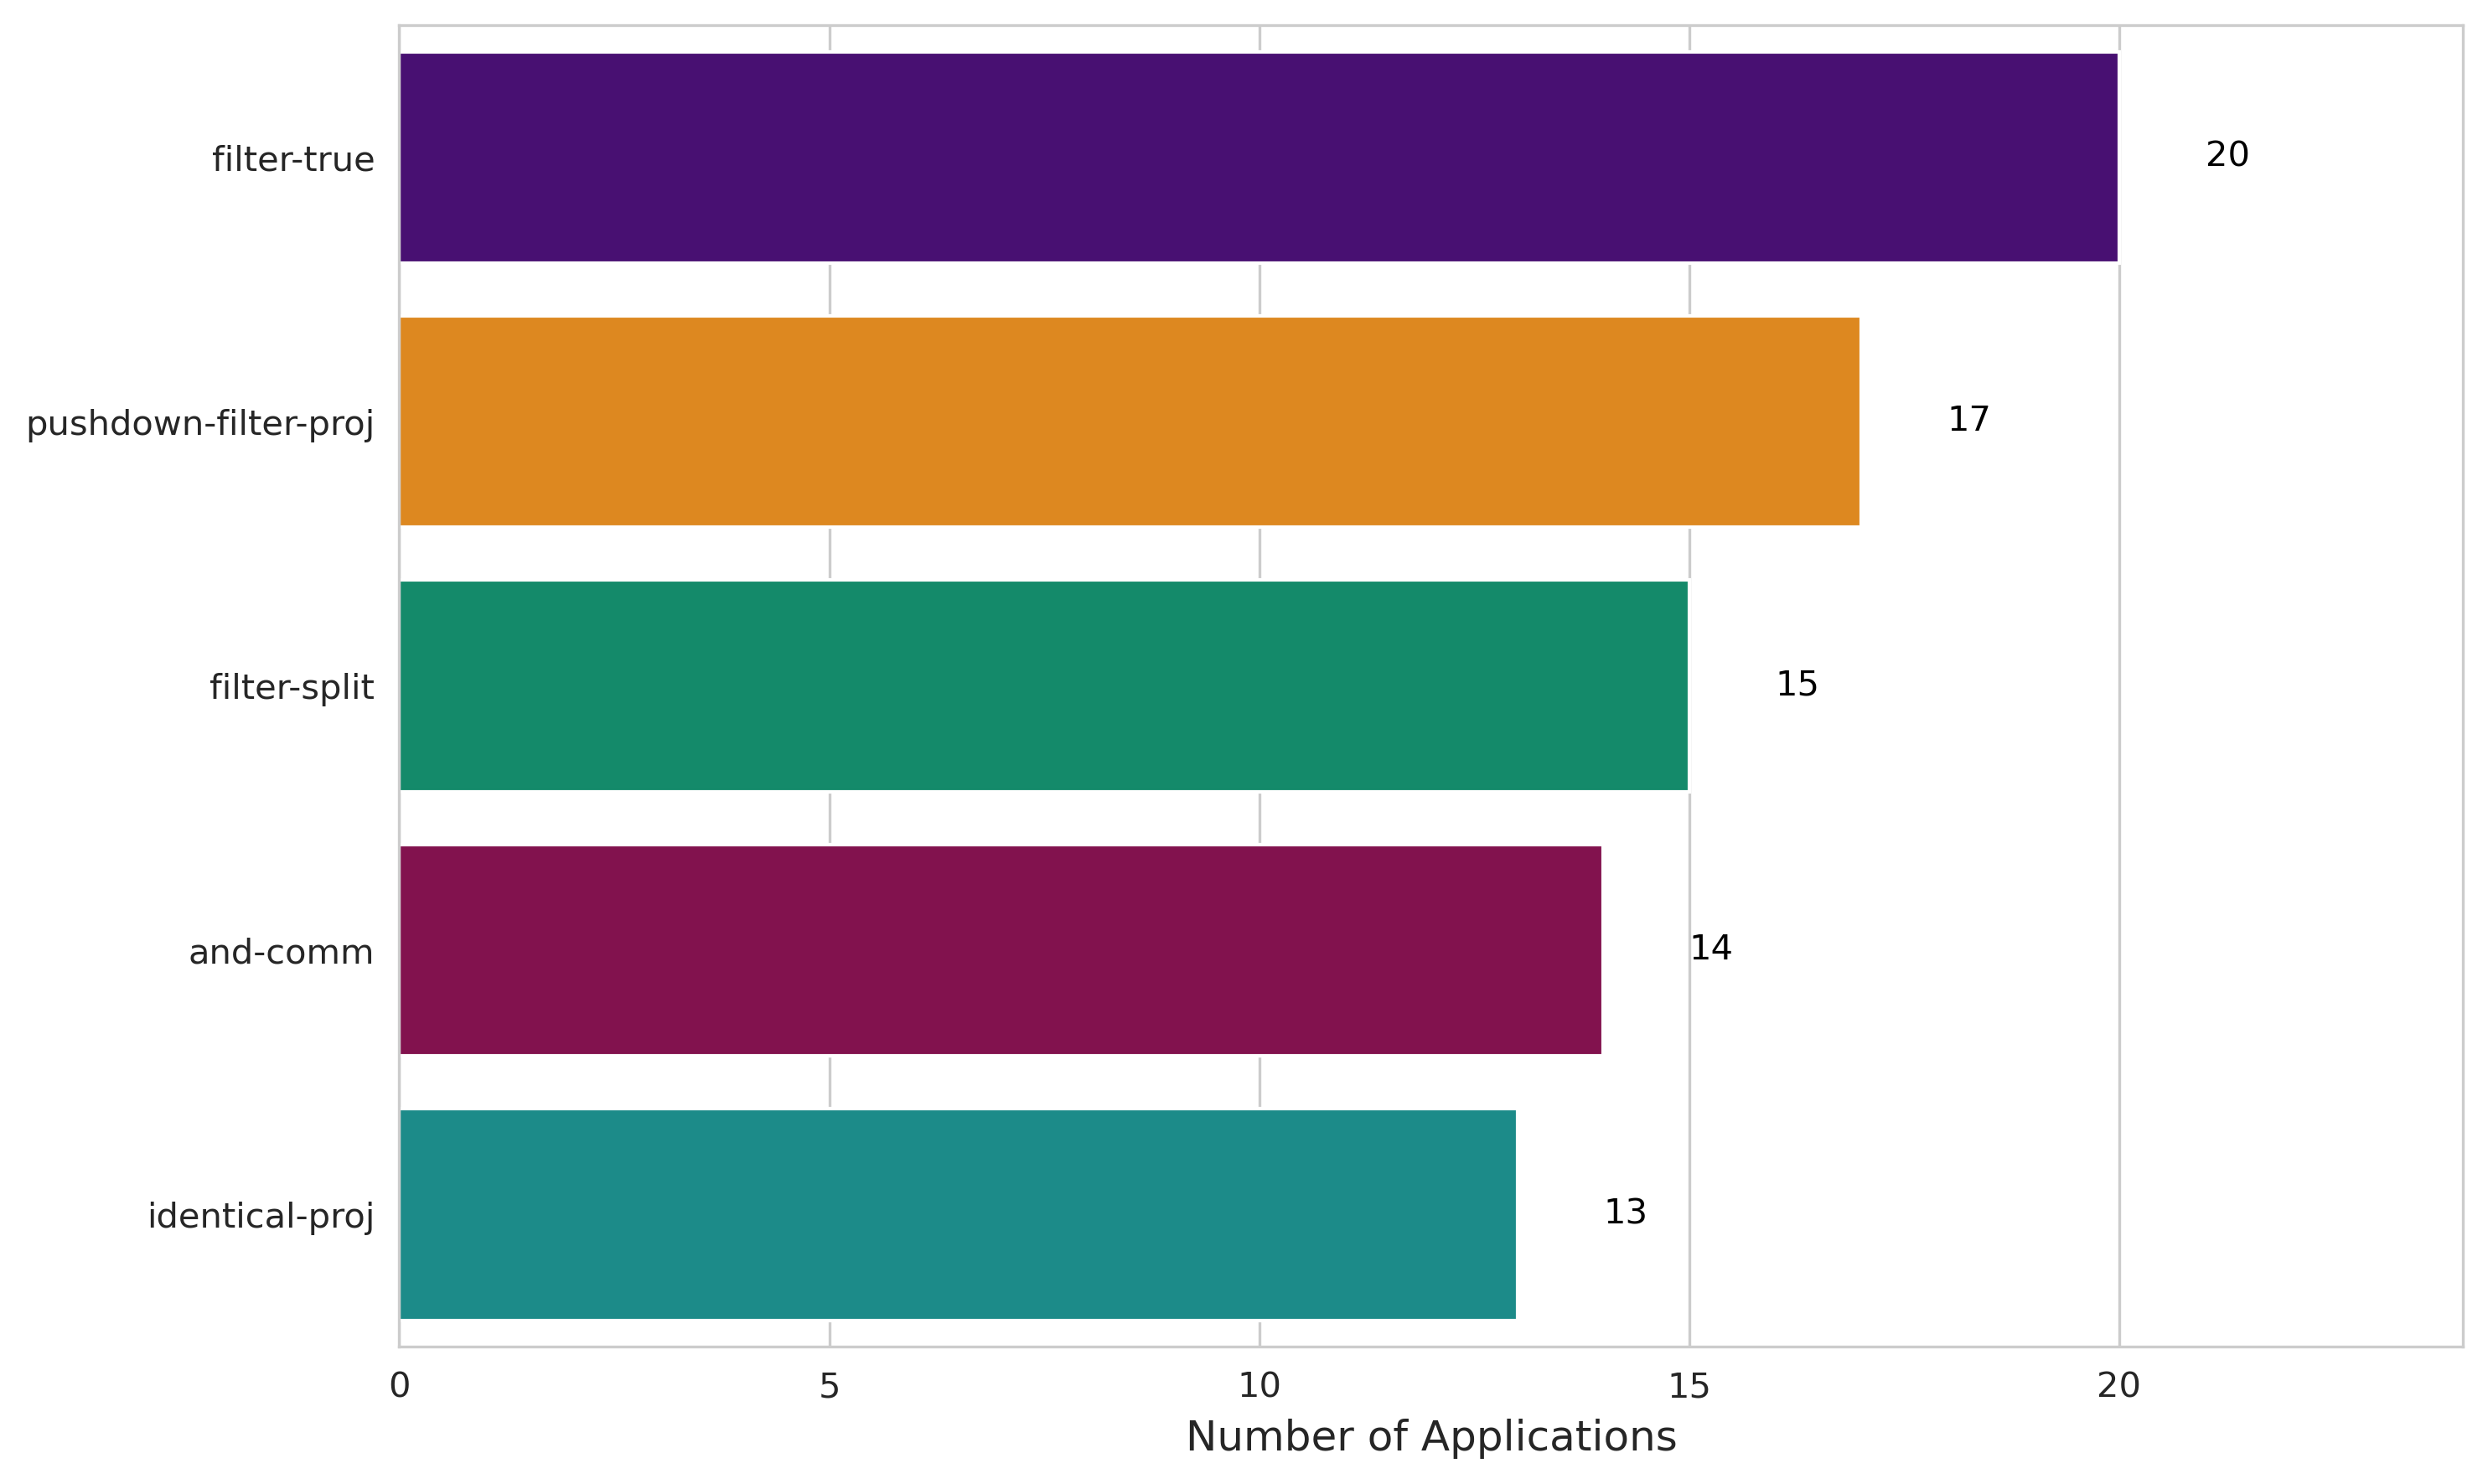 filter-true
20
pushdown-filter-proj
17
filter-split
15
and-comm
14
identical-proj
13
0 5 10 15 20
Number of Applications